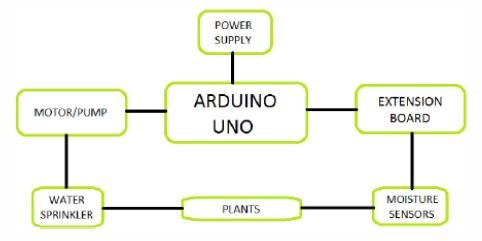 POWER
SUPPLY
MOTOR/PUMP
ARDUINO
UNO
EXTENSION
BOARD
WATER
SPRINKLER
PLANTS
MOISTURE
SENSORS